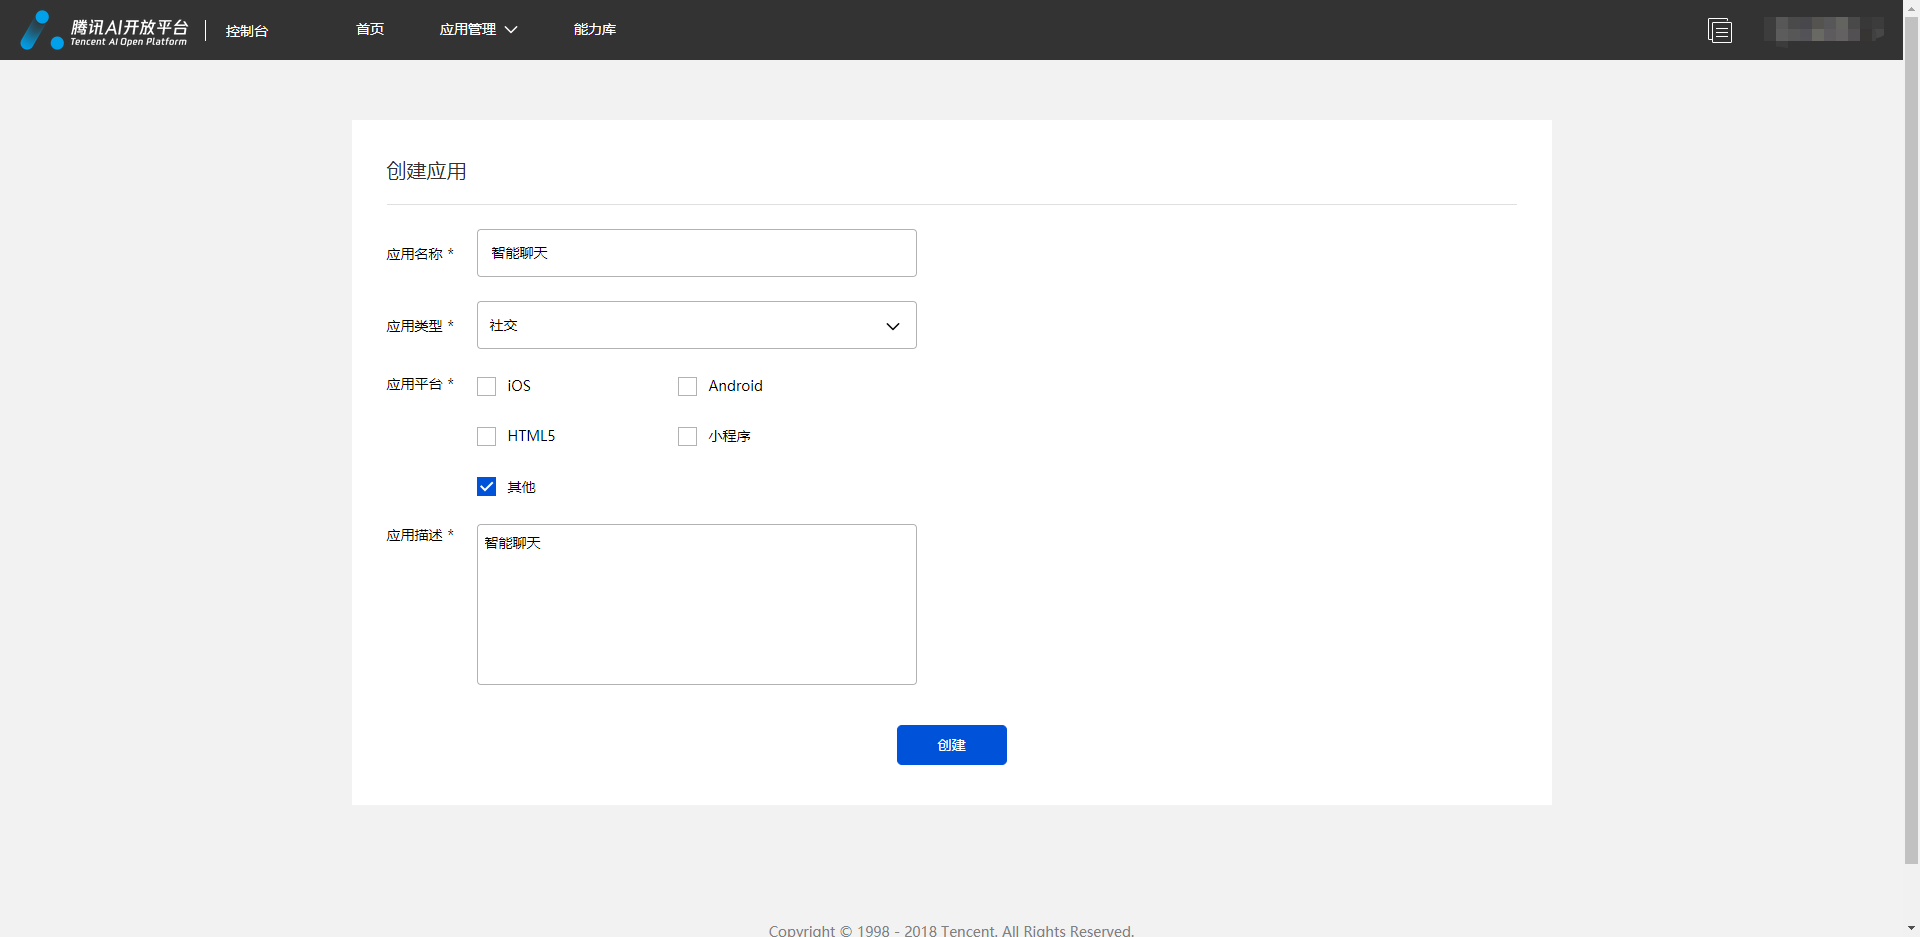 腾讯AI开放平台
Tencent AI Open Platform
控制台
首页
应用管理
能力库
创建应用
应用名称 *
智能聊天
应用类型 *
社交
应用平台 *
iOS
Android
HTML5
小程序
其他
应用描述 *
智能聊天
创建
Copyright © 1998 - 2018 Tencent. All Rights Reserved.